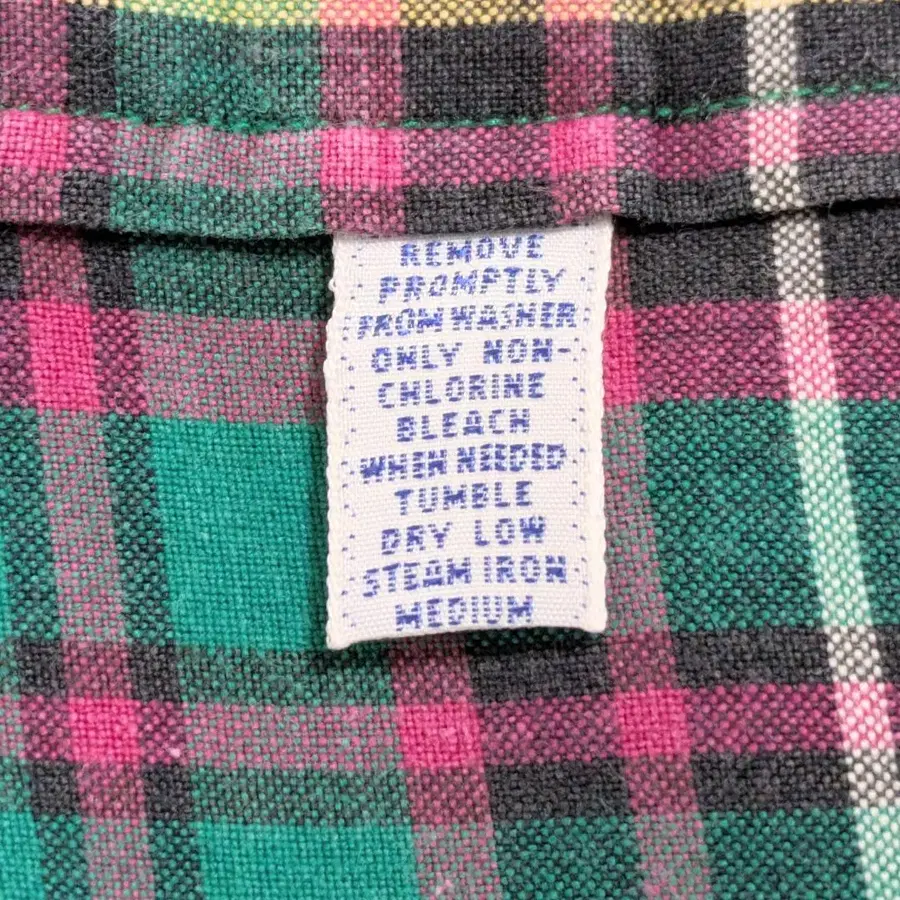 REMOVE
PROMPTLY
FROM WASHER
ONLY NON-
CHLORINE
BLEACH
WHEN NEEDED
TUMBLE
DRY LOW
STEAM IRON
MEDIUM